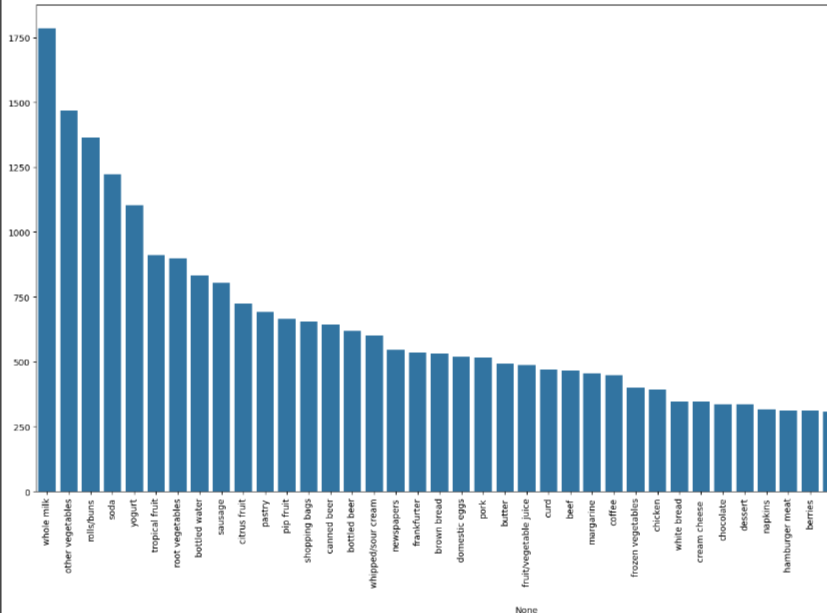 1750
1500
1250
1000
750
500
250
0
whole milk
other vegetables
rolls/buns
soda
yogurt
tropical fruit
root vegetables
bottled water
sausage
citrus fruit
pastry
pip fruit
shopping bags
canned beer
bottled beer
whipped/sour cream
newspapers
frankfurter
brown bread
domestic eggs
pork
butter
fruit/vegetable juice
curd
beef
margarine
coffee
frozen vegetables
chicken
white bread
cream cheese
chocolate
dessert
napkins
hamburger meat
berries
None